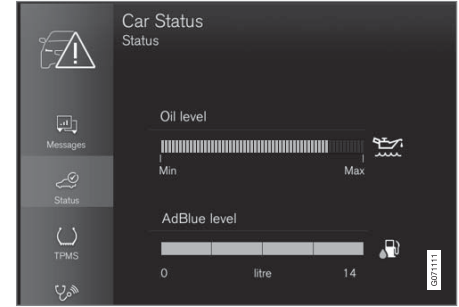 Car Status
Status
Messages
Status
TPMS
Oil level
Min Max
AdBlue level
0 litre 14
G071111